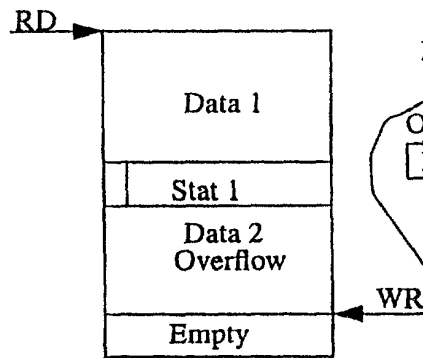 RD
Data 1
O
Stat 1
Data 2
Overflow
WR
Empty